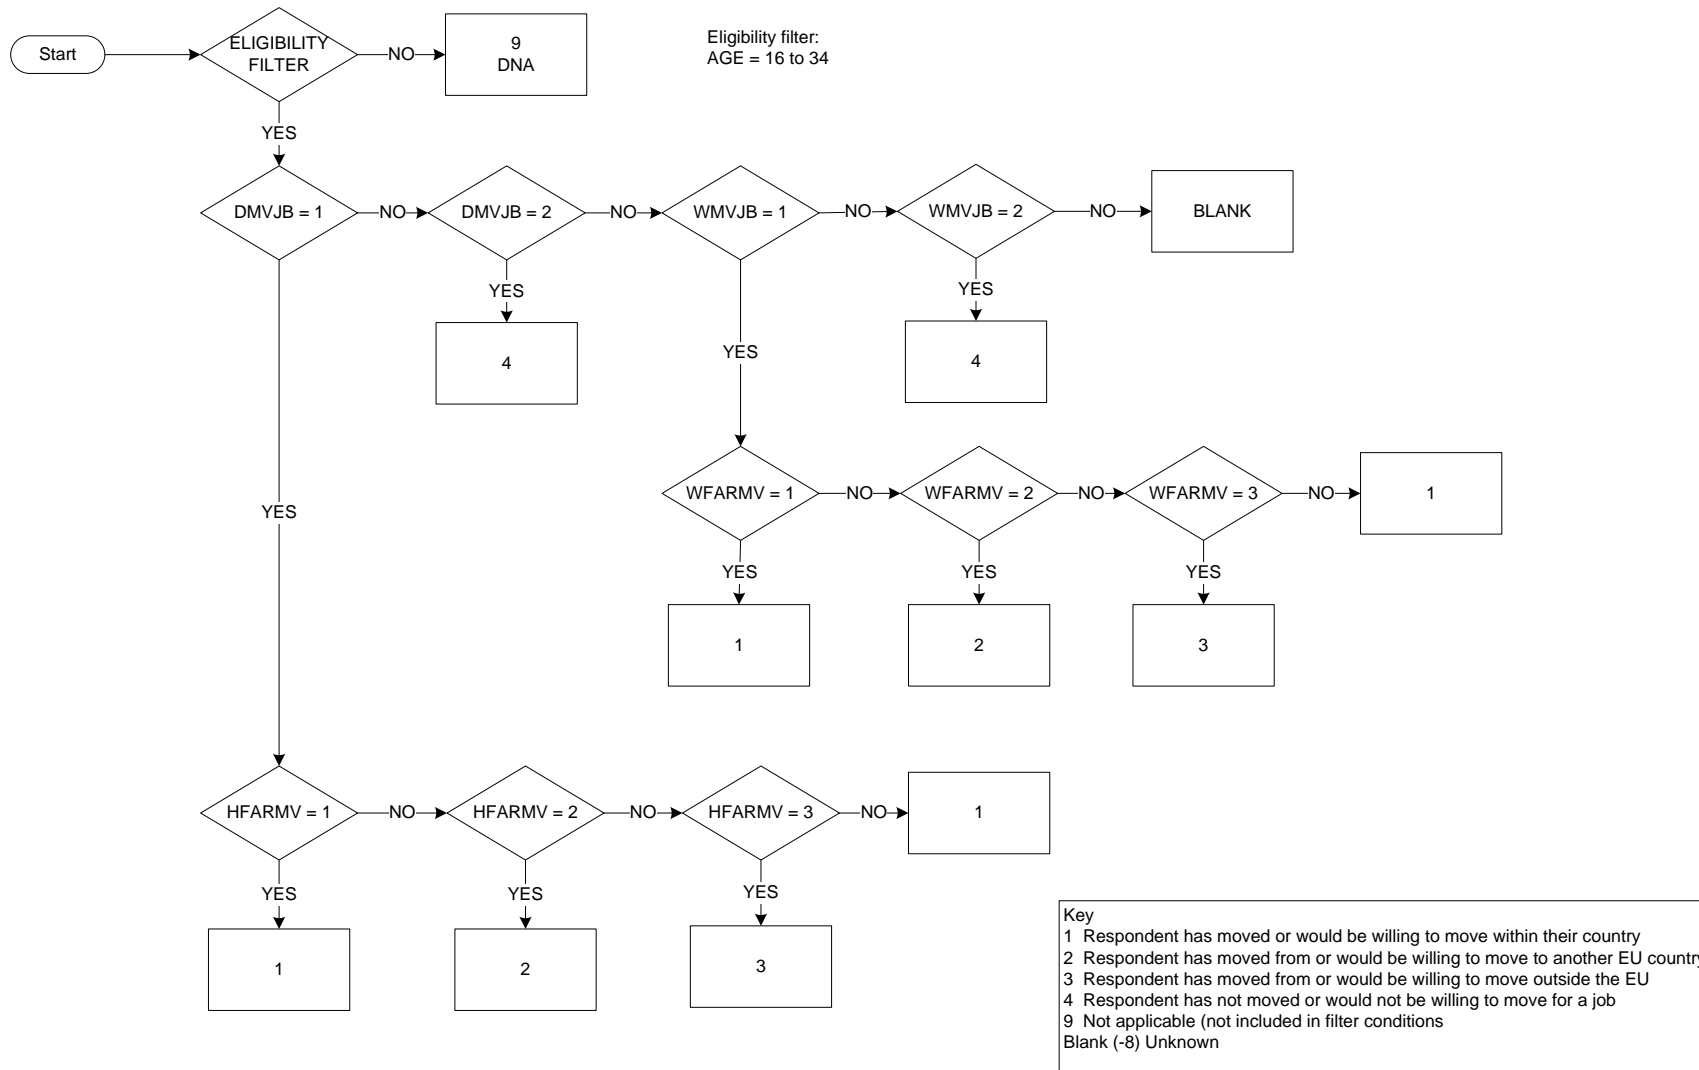 Start
ELIGIBILITY
FILTER
NO
9
DNA
Eligibility filter:
AGE = 16 to 34
YES
DMVJB = 1
NO
DMVJB = 2
NO
WMVJB = 1
NO
WMVJB = 2
NO
BLANK
YES
4
YES
4
YES
WFARMV = 1
NO
WFARMV = 2
NO
WFARMV = 3
NO
1
YES
YES
YES
YES
1
2
3
HFARMV = 1
NO
HFARMV = 2
NO
HFARMV = 3
NO
1
YES
YES
YES
1
2
3
Key
1 Respondent has moved or would be willing to move within their country
2 Respondent has moved from or would be willing to move to another EU country
3 Respondent has moved from or would be willing to move outside the EU
4 Respondent has not moved or would not be willing to move for a job
9 Not applicable (not included in filter conditions
Blank (-8) Unknown